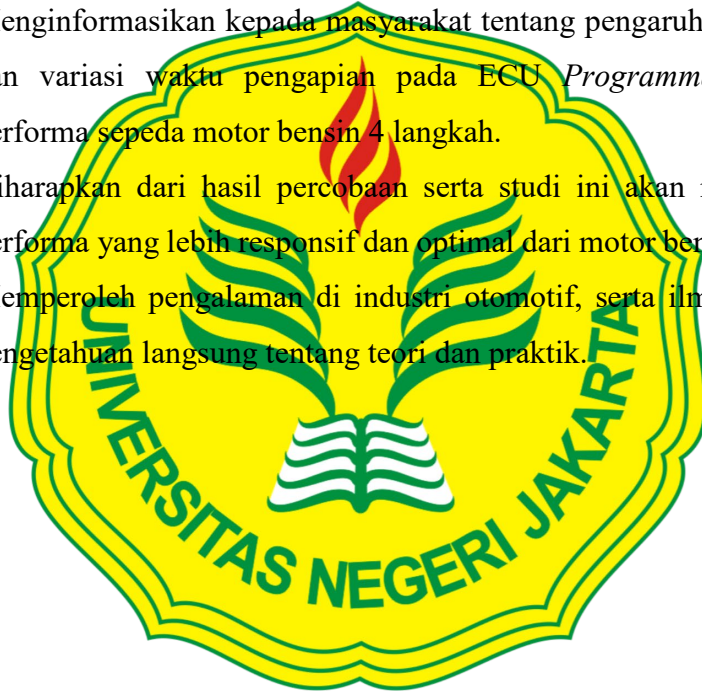 enginformasikan kepada masyarakat tentang pengaruh
an variasi waktu pengapian pada ECU Programm
erforma sepeda motor bensin 4 langkah.
iharapkan dari hasil percobaan serta studi ini akan
erforma yang lebih responsif dan optimal dari motor ben
emperoleh pengalaman di industri otomotif, serta ilm
engetahuan langsung tentang teori dan praktik.
UNIVERSITAS NEGERI JAKARTA